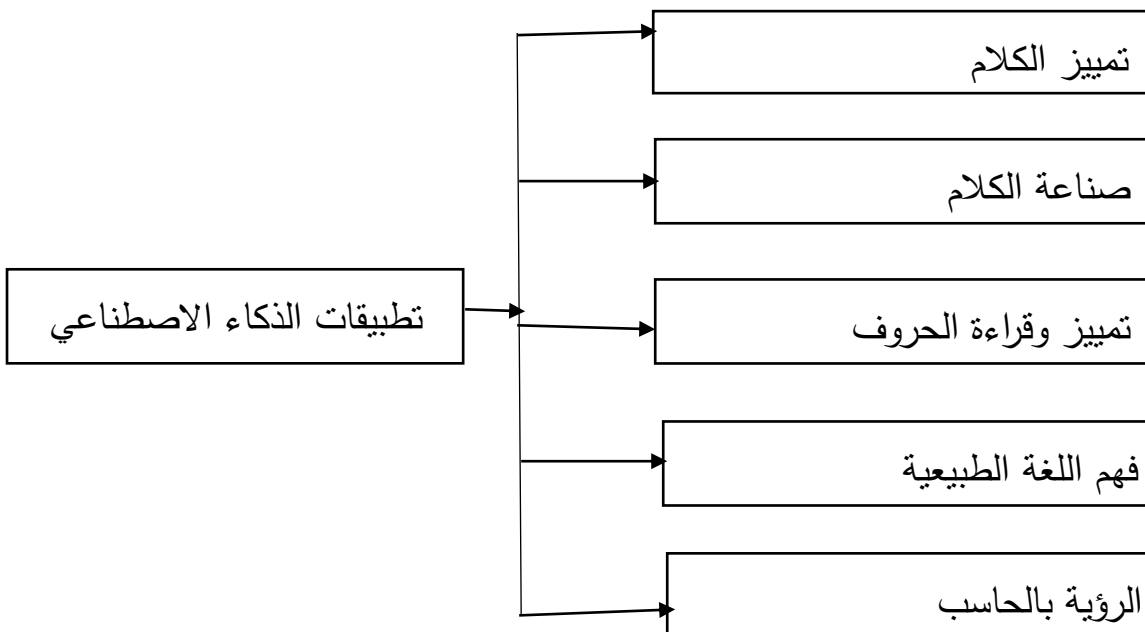 تمييز الكلام
صناعة الكلام
تطبيقات الذكاء الاصطناعي
تمييز وقراءة الحروف
فهم اللغة الطبيعية
الرؤية بالحاسب